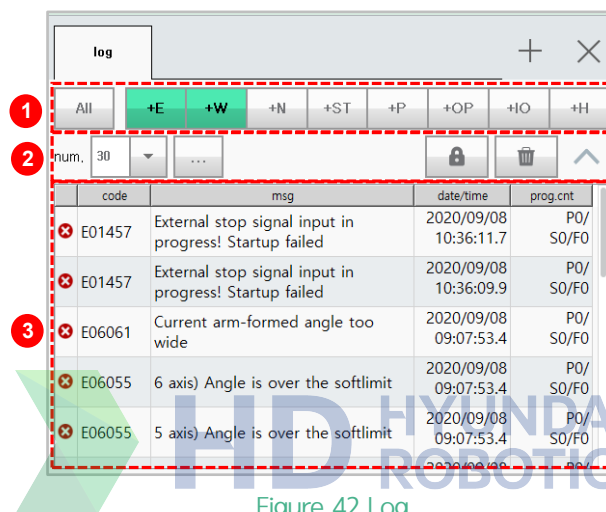 log
1
All +E +W +N +ST +P +OP +IO +H
2
num. 30 ...
code msg date/time prog.cnt
3
E01457 External stop signal input in progress! Startup failed 2020/09/08 10:36:11.7 P0/ S0/F0
E01457 External stop signal input in progress! Startup failed 2020/09/08 10:36:09.9 P0/ S0/F0
E06061 Current arm-formed angle too wide 2020/09/08 09:07:53.4 P0/ S0/F0
E06055 6 axis) Angle is over the softlimit 2020/09/08 09:07:53.4 P0/ S0/F0
E06055 5 axis) Angle is over the softlimit 2020/09/08 09:07:53.4 P0/ S0/F0
HD HYUNDA
ROBOTIC
Figure 42 Log